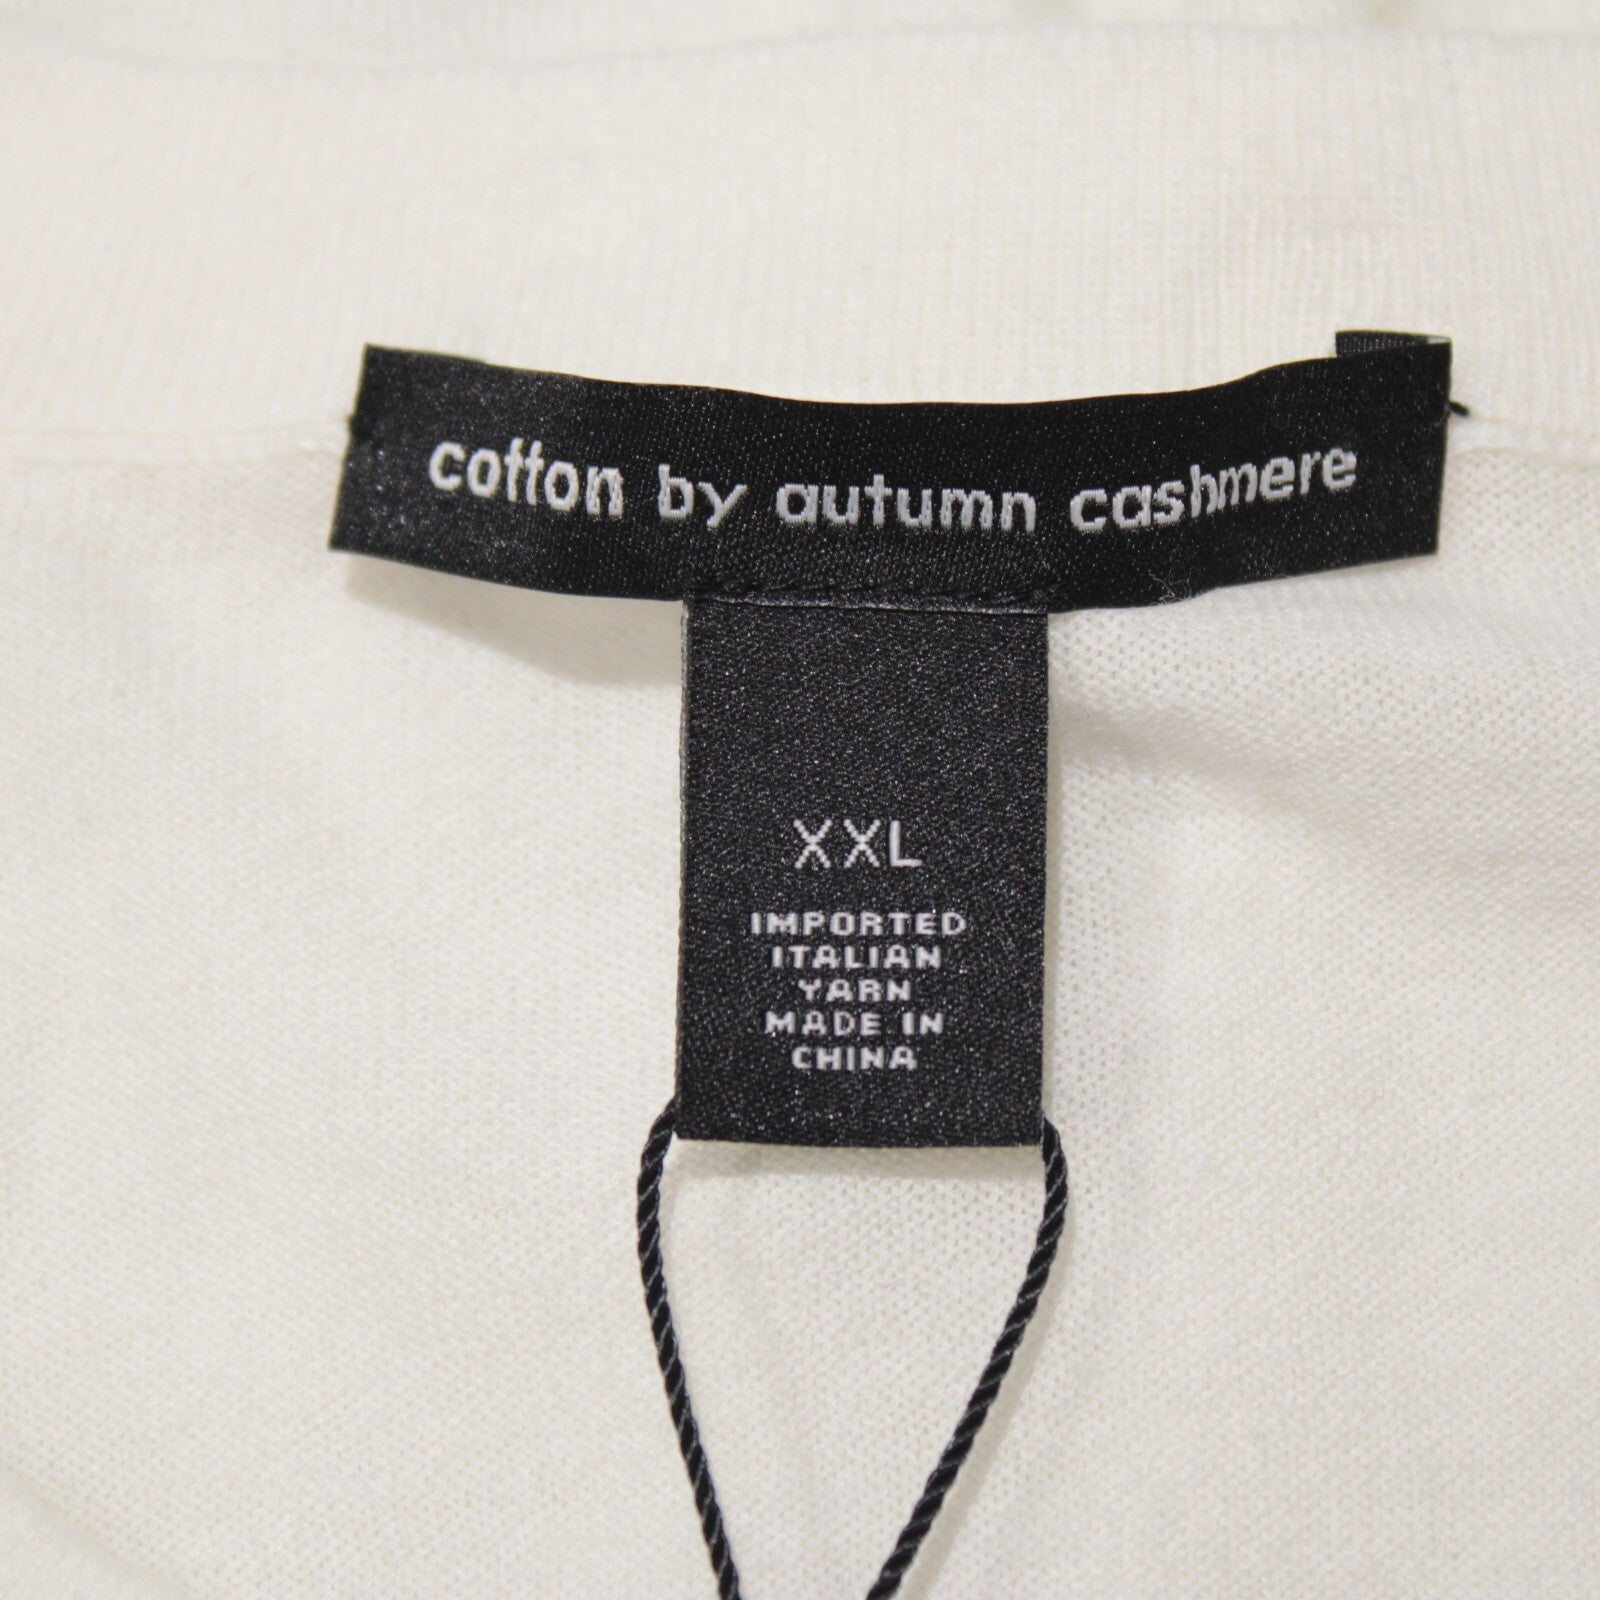 cotton by autumn cashmere
XXL
IMPORTED
ITALIAN
YARN
MADE IN
CHINA